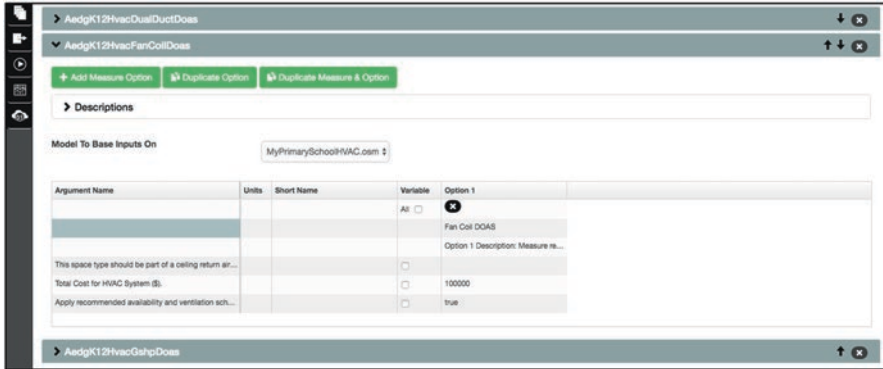 AedgK12HvacDualDuctDoas
AedgK12HvacFanCoilDoas
+ Add Measure Option Duplicate Option Duplicate Measure & Option
Descriptions
Model To Base Inputs On MyPrimarySchoolHVAC.osm
Argument Name Units Short Name Variable Option 1
All
Fan Coil DOAS
Option 1 Description: Measure re...
This space type should be part of a ceiling return air...
Total Cost for HVAC System ($). 100000
Apply recommended availability and ventilation sch... true
AedgK12HvacGshpDoas